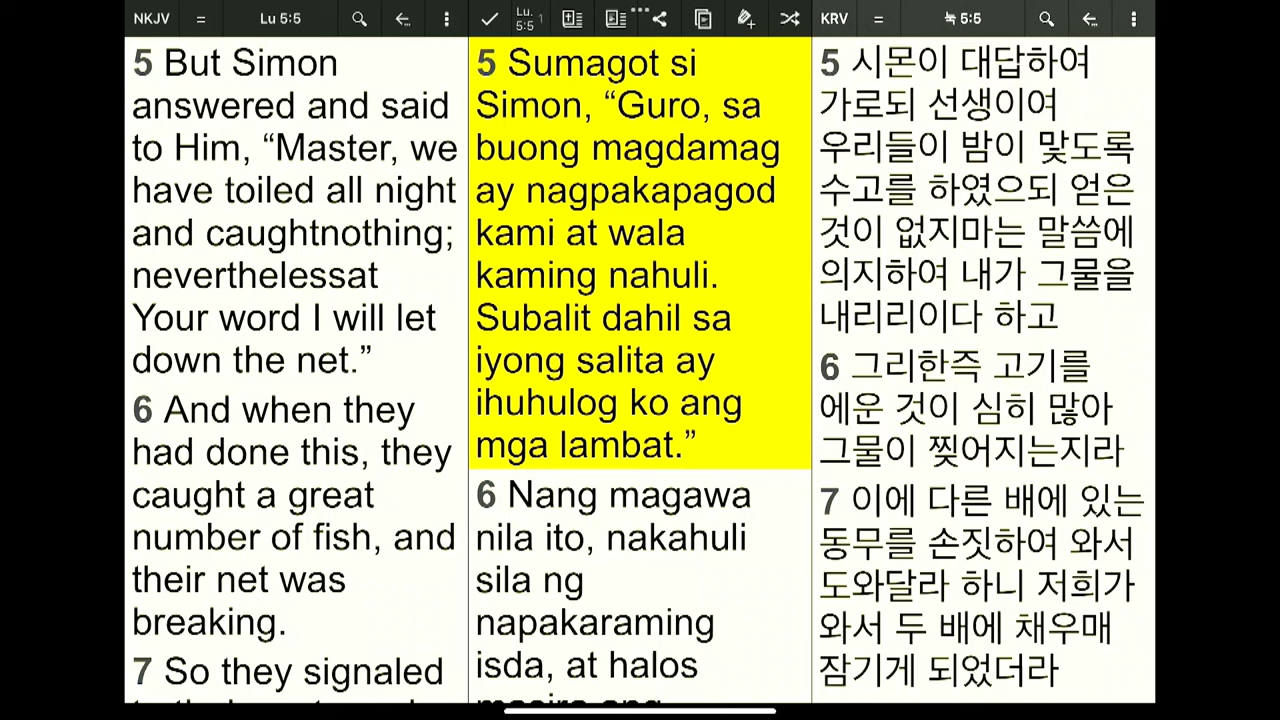 NKJV
Lu 5:5
Lu.
5:5
1
KRV
눅 5:5
5 But Simon
answered and said
to Him, “Master, we
have toiled all night
and caughtnothing;
neverthelessat
Your word I will let
down the net.”
6 And when they
had done this, they
caught a great
number of fish, and
their net was
breaking.
7 So they signaled
5 Sumagot si
Simon, “Guro, sa
buong magdamag
ay nagpakapagod
kami at wala
kaming nahuli.
Subalit dahil sa
iyong salita ay
ihuhulog ko ang
mga lambat.”
6 Nang magawa
nila ito, nakahuli
sila ng
napakaraming
isda, at halos
5 시몬이 대답하여
가로되 선생이여
우리들이 밤이 맟도록
수고를 하였으되 얻은
것이 없지마는 말씀에
의지하여 내가 그물을
내리리이다 하고
6 그리한즉 고기를
에운 것이 심히 많아
그물이 찢어지는지라
7 이에 다른 배에 있는
동무를 손짓하여 와서
도와달라 하니 저희가
와서 두 배에 채우매
잠기게 되었더라